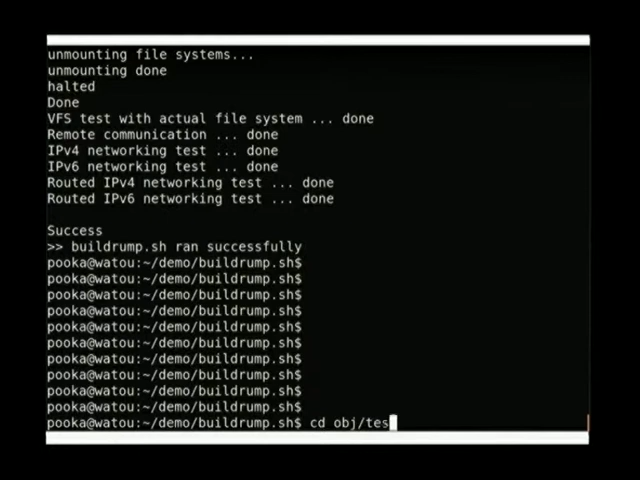 unmounting file systems...
unmounting done
halted
Done
VFS test with actual file system ... done
Remote communication ... done
IPv4 networking test ... done
IPv6 networking test ... done
Routed IPv4 networking test ... done
Routed IPv6 networking test ... done
Success
>> buildrump.sh ran successfully
pooka@watou:~/demo/buildrump.sh$
pooka@watou:~/demo/buildrump.sh$
pooka@watou:~/demo/buildrump.sh$
pooka@watou:~/demo/buildrump.sh$
pooka@watou:~/demo/buildrump.sh$
pooka@watou:~/demo/buildrump.sh$
pooka@watou:~/demo/buildrump.sh$
pooka@watou:~/demo/buildrump.sh$
pooka@watou:~/demo/buildrump.sh$
pooka@watou:~/demo/buildrump.sh$
pooka@watou:~/demo/buildrump.sh$ cd obj/tes